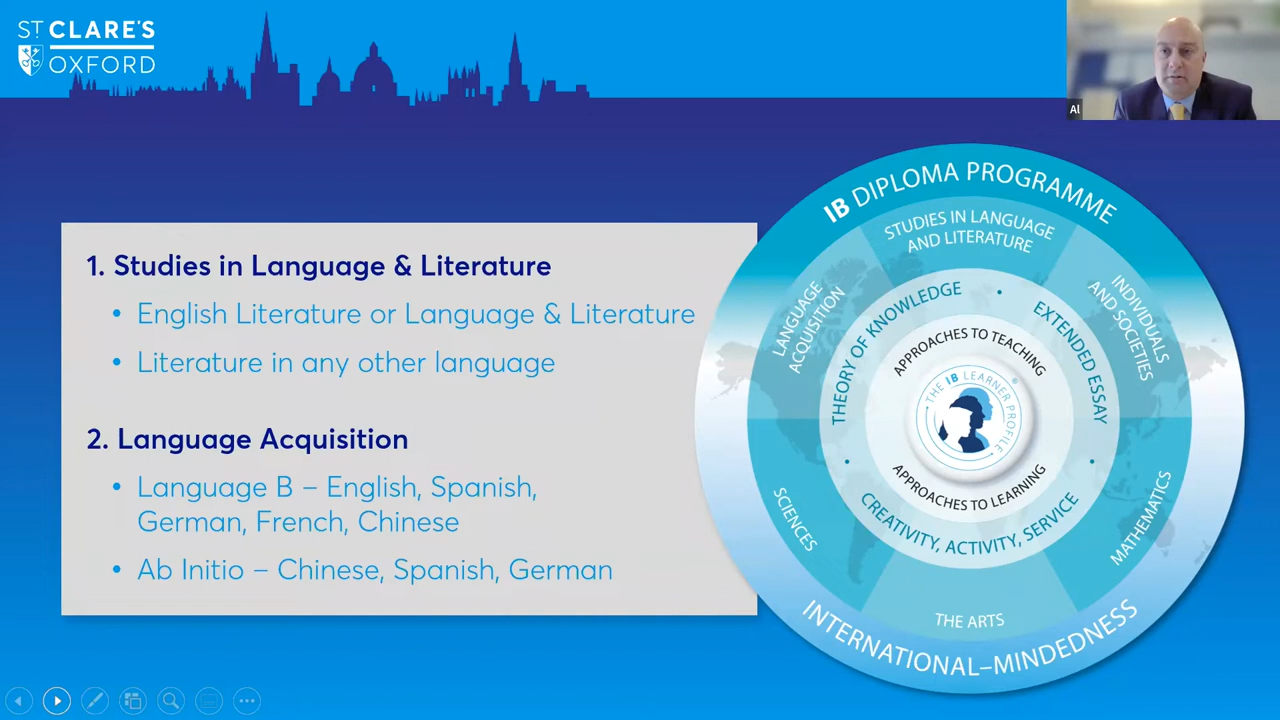 ST CLARE'S
OXFORD
Al
1. Studies in Language & Literature
• English Literature or Language & Literature
• Literature in any other language
2. Language Acquisition
• Language B – English, Spanish,
German, French, Chinese
• Ab Initio – Chinese, Spanish, German
IB DIPLOMA PROGRAMME
STUDIES IN LANGUAGE
AND LITERATURE
LANGUAGE
ACQUISITION
INDIVIDUALS
AND SOCIETIES
THEORY OF KNOWLEDGE
EXTENDED ESSAY
APPROACHES TO TEACHING
THE IB LEARNER PROFILE
®
APPROACHES TO LEARNING
CREATIVITY, ACTIVITY, SERVICE
SCIENCES
MATHEMATICS
THE ARTS
INTERNATIONAL–MINDEDNESS